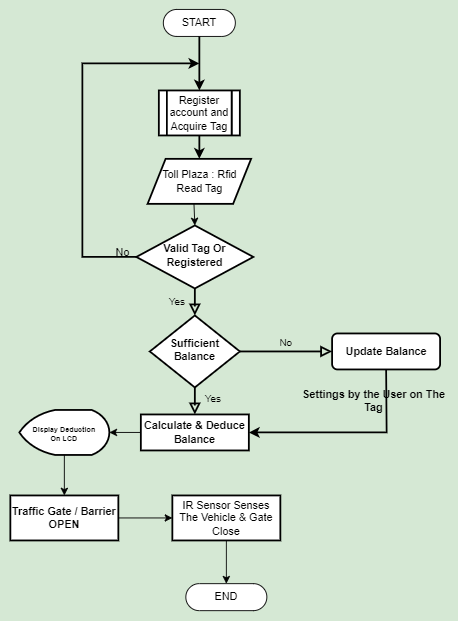 START
Register
account and
Acquire Tag
Toll Plaza : Rfid
Read Tag
Valid Tag Or
Registered
No
Yes
Sufficient
Balance
No
Update Balance
Settings by the User on The
Tag
Yes
Calculate & Deduce
Balance
Display Deduction
On LCD
Traffic Gate / Barrier
OPEN
IR Sensor Senses
The Vehicle & Gate
Close
END